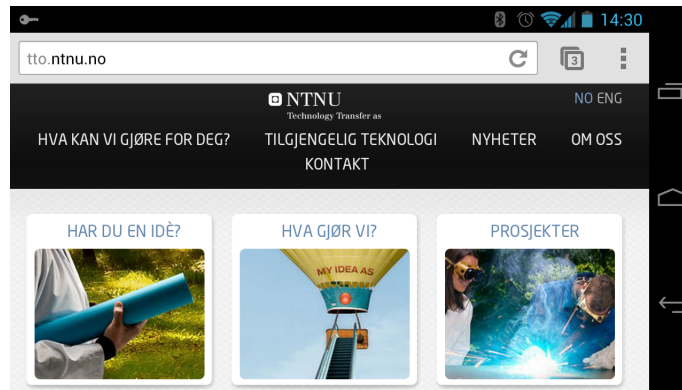 14:30
tto.ntnu.no
3
NTNU
Technology Transfer as
NO ENG
HVA KAN VI GJØRE FOR DEG? TILGJENGELIG TEKNOLOGI NYHETER OM OSS
KONTAKT
HAR DU EN IDÈ? HVA GJØR VI? PROSJEKTER
MY IDEA AS